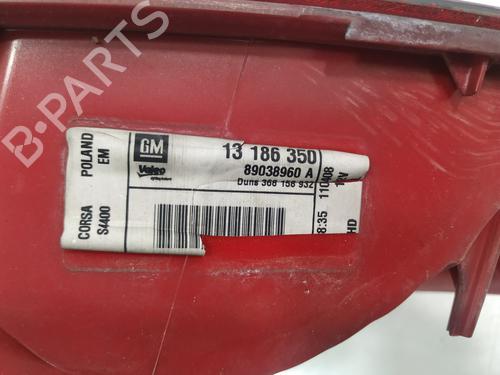 B-PARTS
GM
13 186 350
Valeo
89038960 A
Duns 366 158 932
POLAND
EM
CORSA
S4400
110408
8:35
HD